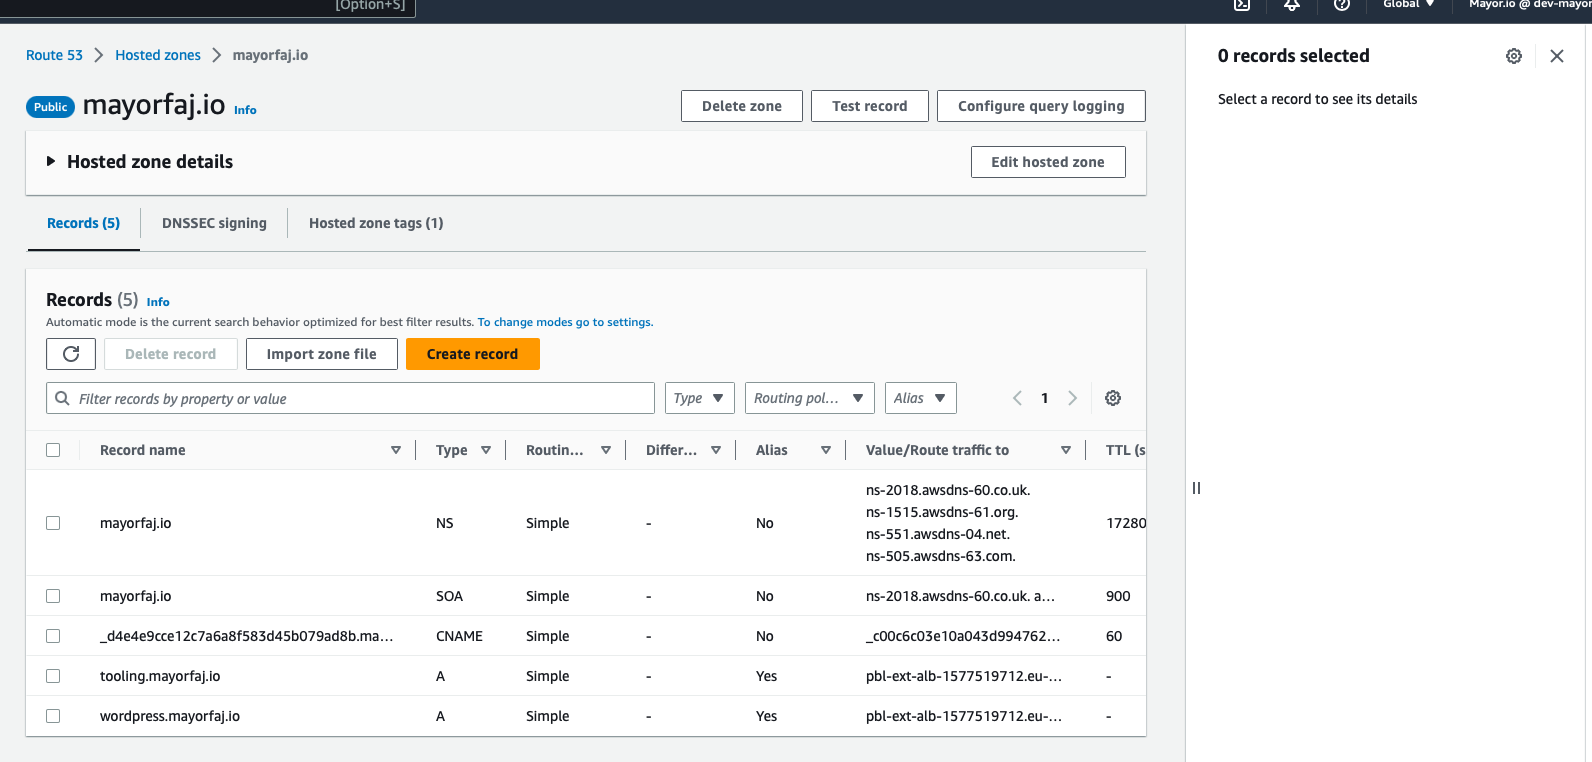 [Option+S]
Global ▼
Mayor.io @ dev-mayor
Route 53 > Hosted zones > mayorfaj.io
Public mayorfaj.io Info
Delete zone
Test record
Configure query logging
Hosted zone details
Edit hosted zone
Records (5)
DNSSEC signing
Hosted zone tags (1)
Records (5) Info
Automatic mode is the current search behavior optimized for best filter results. To change modes go to settings.
Delete record
Import zone file
Create record
Filter records by property or value
Type
Routing pol...
Alias
1
Record name
Type
Routin...
Differ...
Alias
Value/Route traffic to
TTL (s
mayorfaj.io
NS
Simple
-
No
ns-2018.awsdns-60.co.uk.
ns-1515.awsdns-61.org.
ns-551.awsdns-04.net.
ns-505.awsdns-63.com.
17280
mayorfaj.io
SOA
Simple
-
No
ns-2018.awsdns-60.co.uk. a...
900
_d4e4e9cce12c7a6a8f583d45b079ad8b.ma...
CNAME
Simple
-
No
_c00c6c03e10a043d994762...
60
tooling.mayorfaj.io
A
Simple
-
Yes
pbl-ext-alb-1577519712.eu-...
-
wordpress.mayorfaj.io
A
Simple
-
Yes
pbl-ext-alb-1577519712.eu-...
-
0 records selected
Select a record to see its details